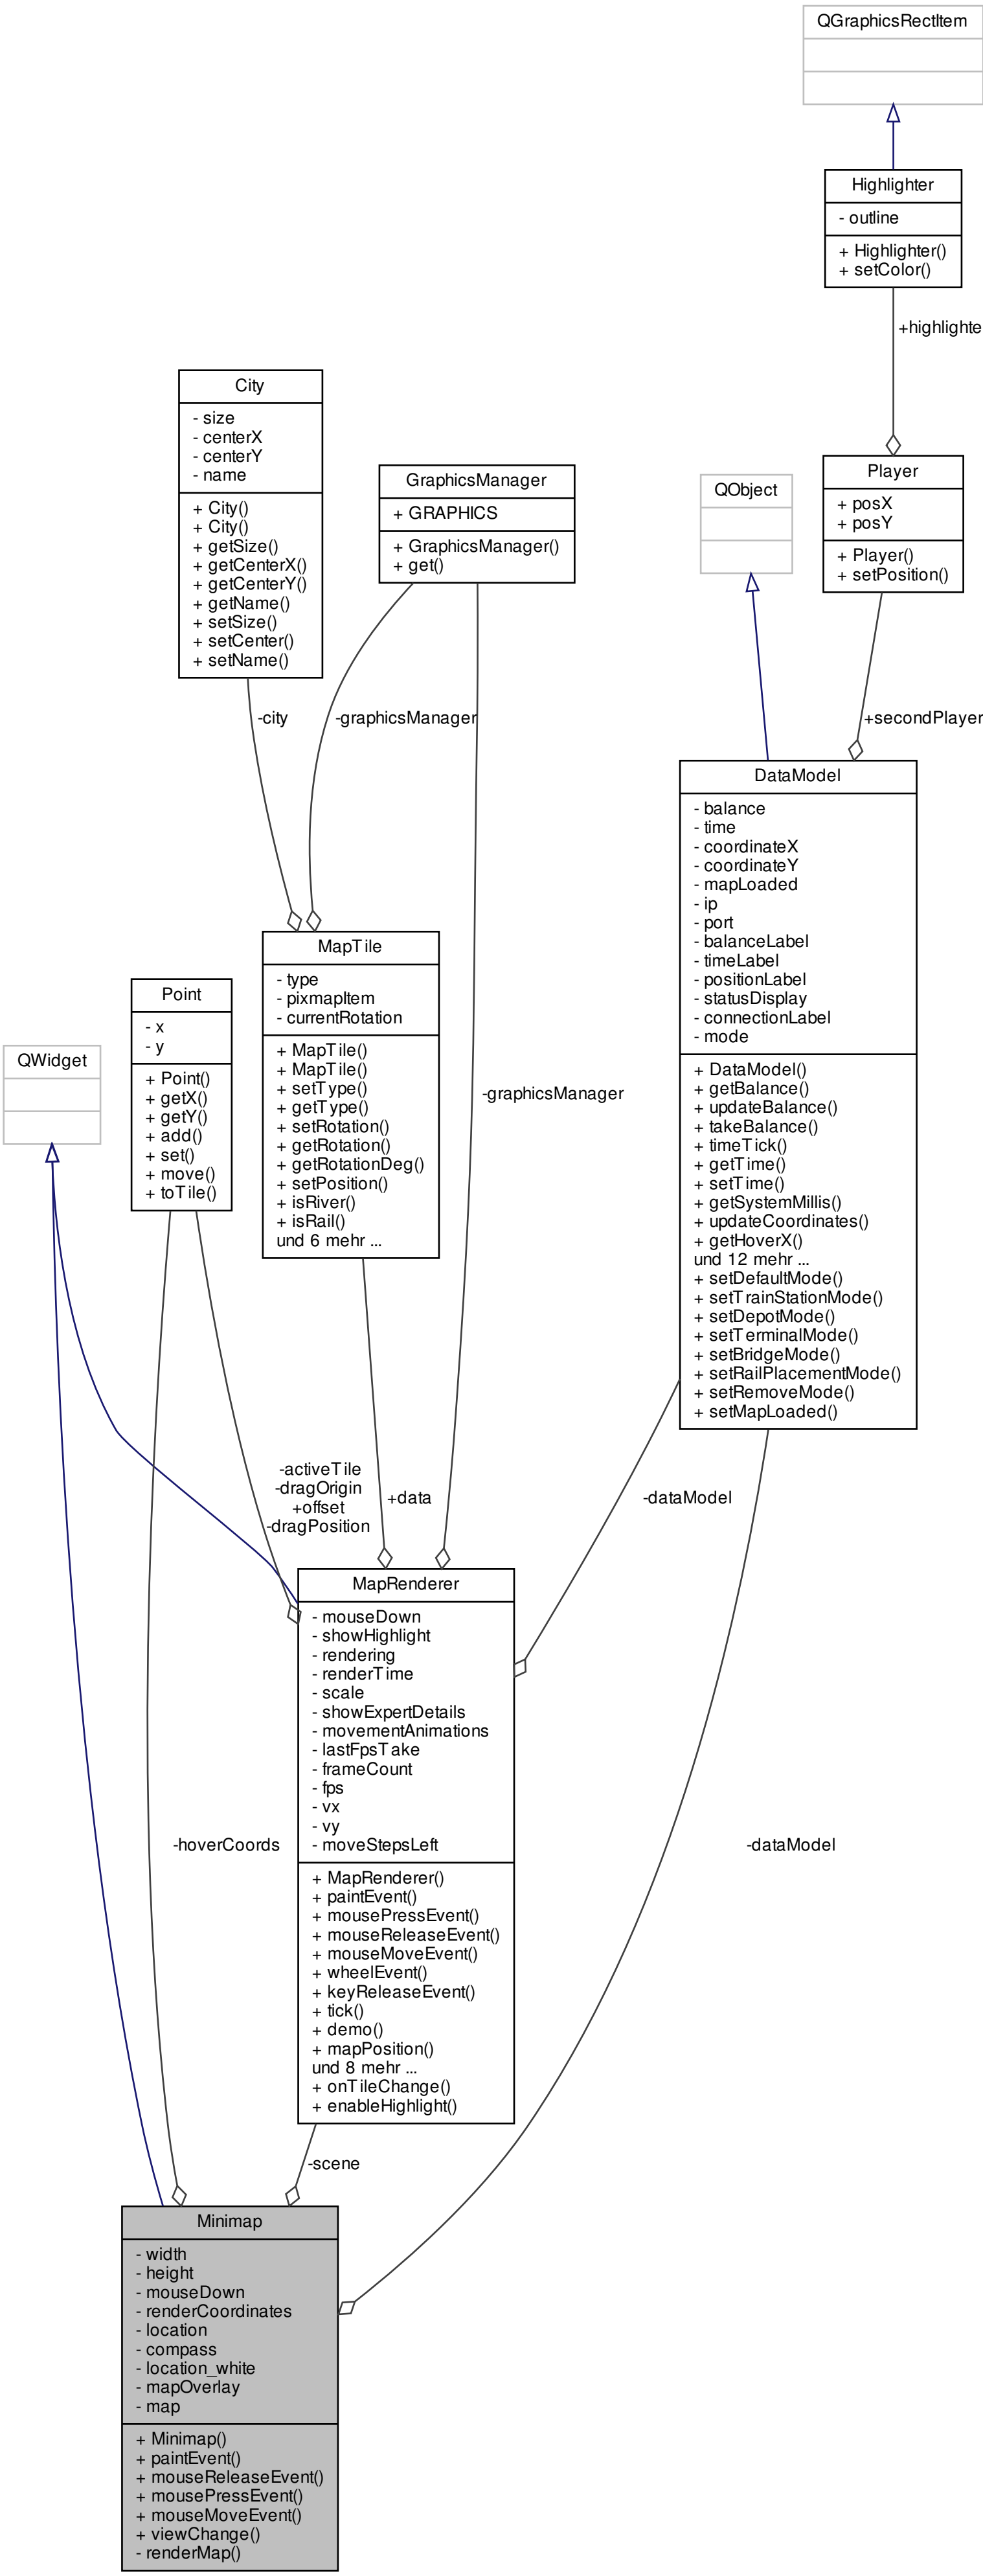 QGraphicsRectItem
Highlighter
- outline
+ Highlighter()
+ setColor()
+highlighte
City
- size
- centerX
- centerY
- name
+ City()
+ City()
+ getSize()
+ getCenterX()
+ getCenterY()
+ getName()
+ setSize()
+ setCenter()
+ setName()
GraphicsManager
+ GRAPHICS
+ GraphicsManager()
+ get()
QObject
Player
+ posX
+ posY
+ Player()
+ setPosition()
-city
-graphicsManager
+secondPlayer
DataModel
- balance
- time
- coordinateX
- coordinateY
- mapLoaded
- ip
- port
- balanceLabel
- timeLabel
- positionLabel
- statusDisplay
- connectionLabel
- mode
+ DataModel()
+ getBalance()
+ updateBalance()
+ takeBalance()
+ timeTick()
+ getTime()
+ setTime()
+ getSystemMillis()
+ updateCoordinates()
+ getHoverX()
und 12 mehr ...
+ setDefaultMode()
+ setTrainStationMode()
+ setDepotMode()
+ setTerminalMode()
+ setBridgeMode()
+ setRailPlacementMode()
+ setRemoveMode()
+ setMapLoaded()
MapTile
- type
- pixmapItem
- currentRotation
+ MapTile()
+ MapTile()
+ setType()
+ getType()
+ setRotation()
+ getRotation()
+ getRotationDeg()
+ setPosition()
+ isRiver()
+ isRail()
und 6 mehr ...
Point
- x
- y
+ Point()
+ getX()
+ getY()
+ add()
+ set()
+ move()
+ toTile()
QWidget
-graphicsManager
-activeTile
-dragOrigin
+offset
-dragPosition
+data
-dataModel
MapRenderer
- mouseDown
- showHighlight
- rendering
- renderTime
- scale
- showExpertDetails
- movementAnimations
- lastFpsTake
- frameCount
- fps
- vx
- vy
- moveStepsLeft
+ MapRenderer()
+ paintEvent()
+ mousePressEvent()
+ mouseReleaseEvent()
+ mouseMoveEvent()
+ wheelEvent()
+ keyReleaseEvent()
+ tick()
+ demo()
+ mapPosition()
und 8 mehr ...
+ onTileChange()
+ enableHighlight()
-hoverCoords
-dataModel
-scene
Minimap
- width
- height
- mouseDown
- renderCoordinates
- location
- compass
- location_white
- mapOverlay
- map
+ Minimap()
+ paintEvent()
+ mouseReleaseEvent()
+ mousePressEvent()
+ mouseMoveEvent()
+ viewChange()
- renderMap()